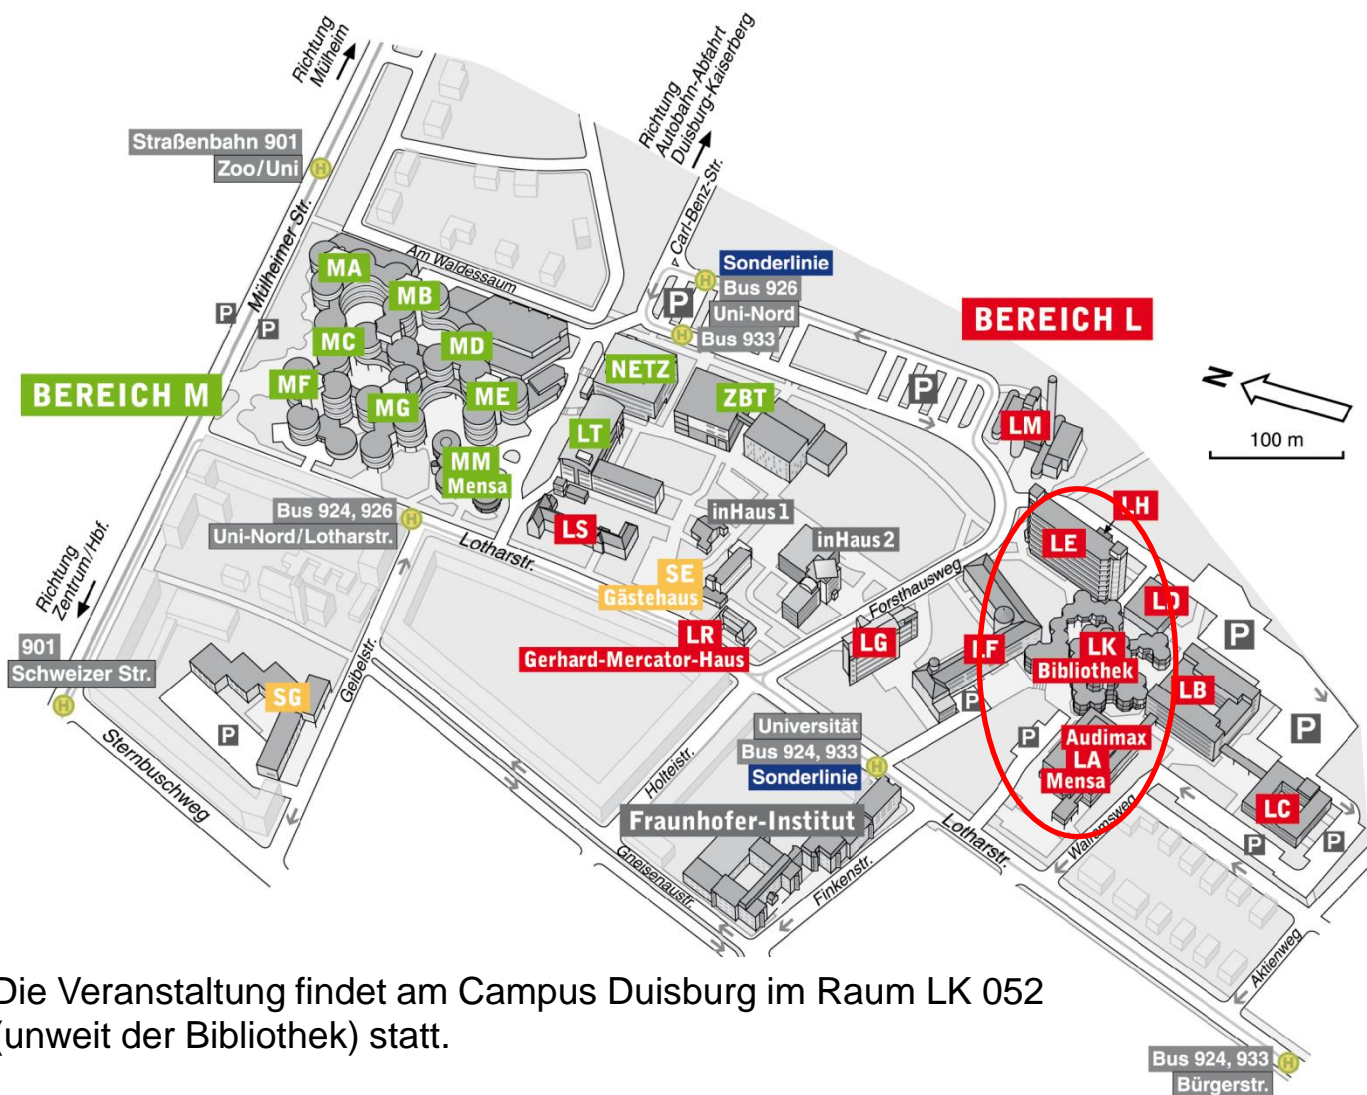 Richtung
Mülheim
Richtung
Autobahn-Abfahrt
Duisburg-Kaiserberg
Straßenbahn 901
Zoo/Uni
H
Mülheimer Str.
Carl-Benz-Str.
Am Waldessaum
MA
MB
MC
MD
MF
MG
ME
MM
Mensa
BEREICH M
P
P
P
H
Sonderlinie
Bus 926
Uni-Nord
H
Bus 933
BEREICH L
N
100 m
P
NETZ
ZBT
LT
LM
LS
inHaus1
inHaus2
SE
Gästehaus
LR
Gerhard-Mercator-Haus
Bus 924, 926
Uni-Nord/Lotharstr.
H
Lotharstr.
Forsthausweg
LH
LE
LD
LG
LF
LK
Bibliothek
LB
P
P
P
P
Audimax
LA
Mensa
LC
P
P
Richtung
Zentrum/Hbf.
901
Schweizer Str.
H
SG
P
Geibelstr.
Sternbuschweg
Universität
Bus 924, 933
Sonderlinie
H
Holteistr.
Fraunhofer-Institut
Gneisenaustr.
Finkenstr.
Lotharstr.
Walramsweg
Aktienweg
Die Veranstaltung findet am Campus Duisburg im Raum LK 052
(unweit der Bibliothek) statt.
Bus 924, 933
Bürgerstr.
H